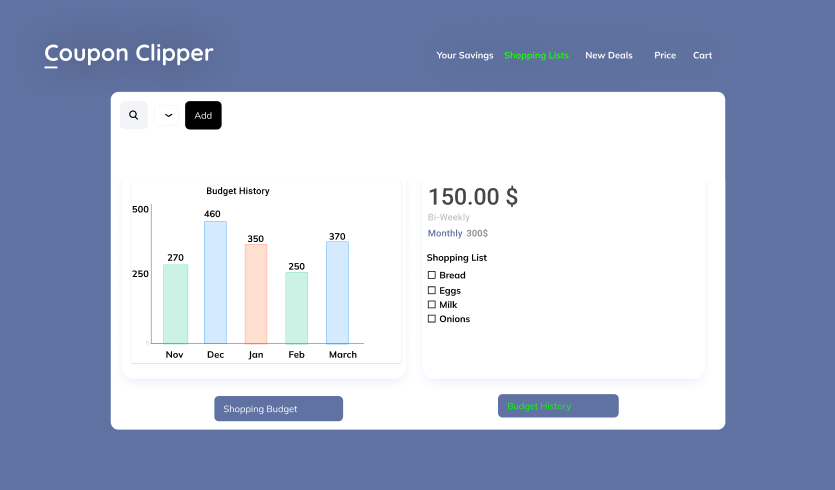 Coupon Clipper
Your Savings Shopping Lists New Deals Price Cart
Add
Budget History
500
460
370
350
270
250
250
0
Nov Dec Jan Feb March
150.00 $
Bi-Weekly
Monthly 300$
Shopping List
Bread
Eggs
Milk
Onions
Shopping Budget
Budget History